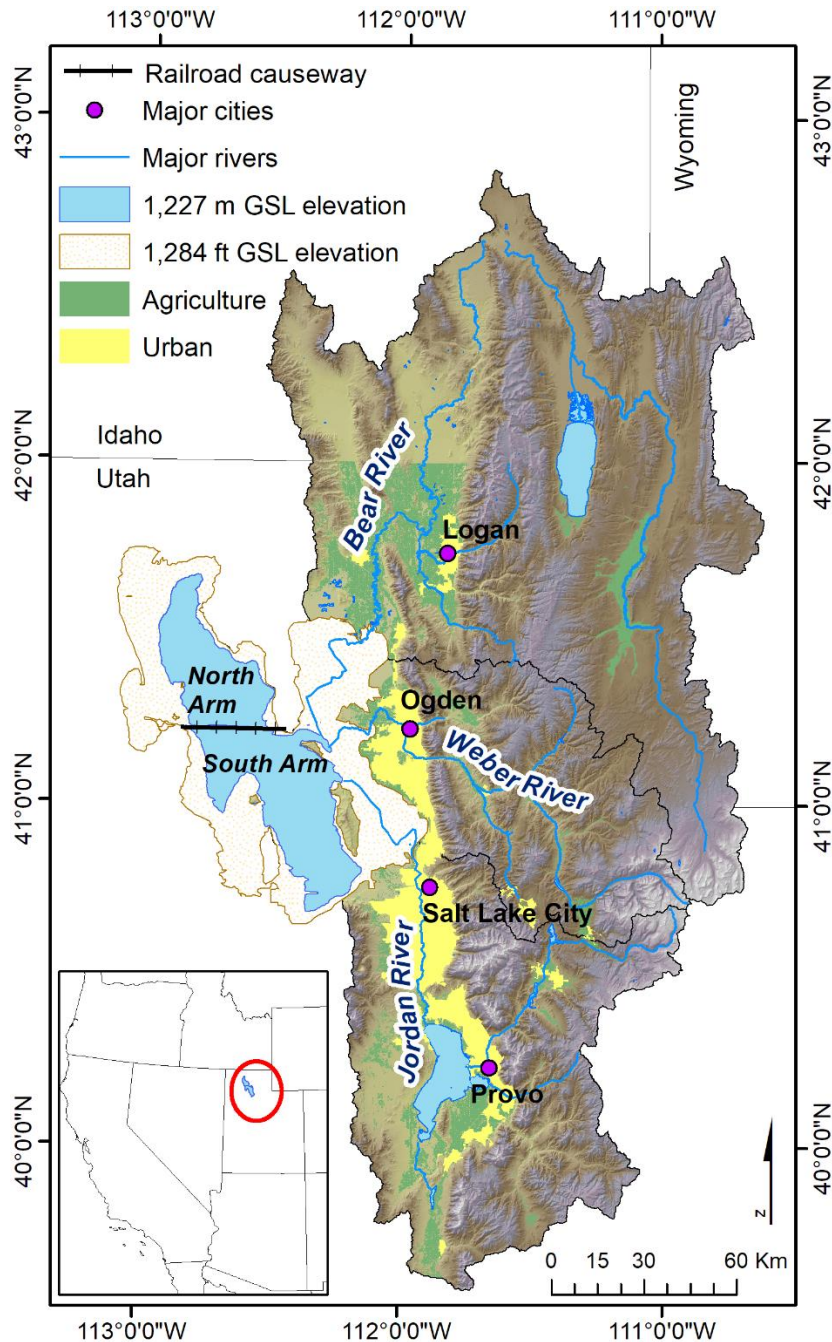 113°0'0"W 112°0'0"W 111°0'0"W
43°0'0"N
42°0'0"N
41°0'0"N
40°0'0"N
Railroad causeway
Major cities
Major rivers
1,227 m GSL elevation
1,284 ft GSL elevation
Agriculture
Urban
Wyoming
Idaho
Utah
Bear River
Logan
North
Arm
South Arm
Ogden
Weber River
Salt Lake City
Jordan River
Provo
z
0 15 30 60 Km
43°0'0"N
42°0'0"N
41°0'0"N
40°0'0"N
113°0'0"W 112°0'0"W 111°0'0"W